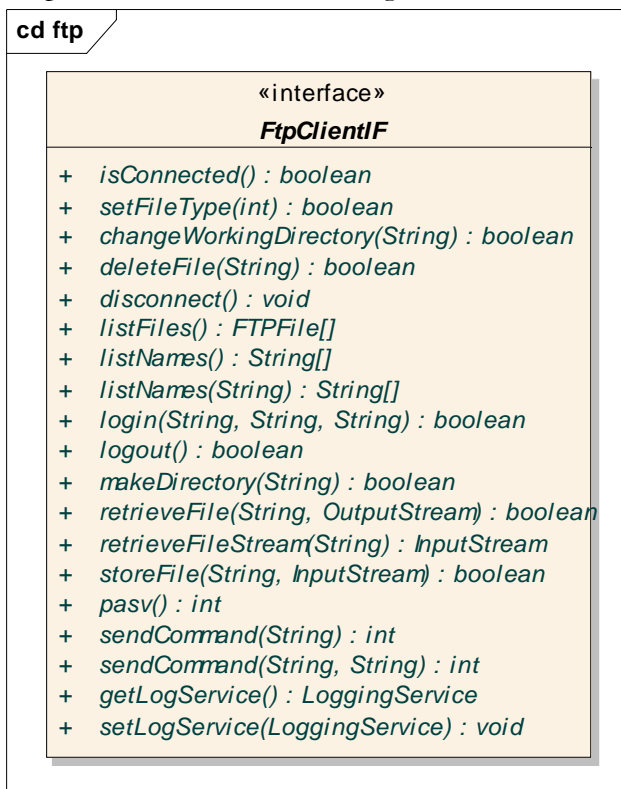 cd ftp
«interface»
FtpClientIF
+ isConnected() : boolean
+ setFileType(int) : boolean
+ changeWorkingDirectory(String) : boolean
+ deleteFile(String) : boolean
+ disconnect() : void
+ listFiles() : FTPFile[]
+ listNames() : String[]
+ listNames(String) : String[]
+ login(String, String, String) : boolean
+ logout() : boolean
+ makeDirectory(String) : boolean
+ retrieveFile(String, OutputStream) : boolean
+ retrieveFileStream(String) : InputStream
+ storeFile(String, InputStream) : boolean
+ pasv() : int
+ sendCommand(String) : int
+ sendCommand(String, String) : int
+ getLogService() : LoggingService
+ setLogService(LoggingService) : void